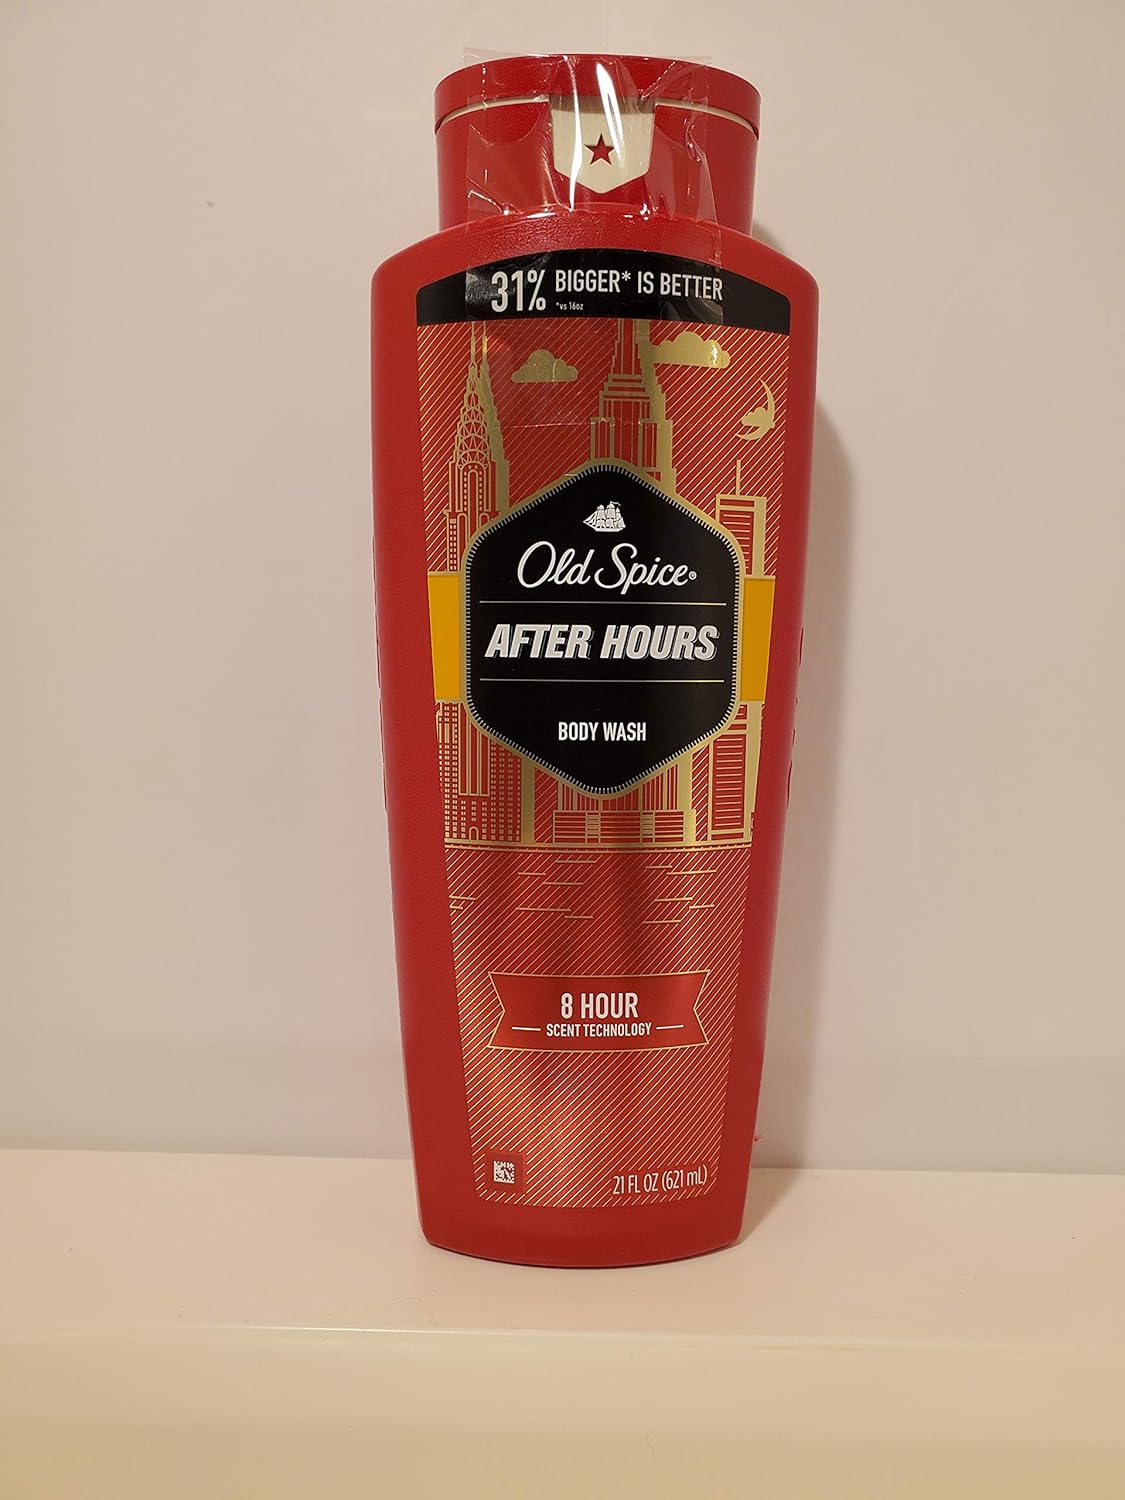 31% BIGGER* IS BETTER
*vs 16oz
Old Spice®
AFTER HOURS
BODY WASH
8 HOUR
SCENT TECHNOLOGY
21 FL OZ (621 mL)